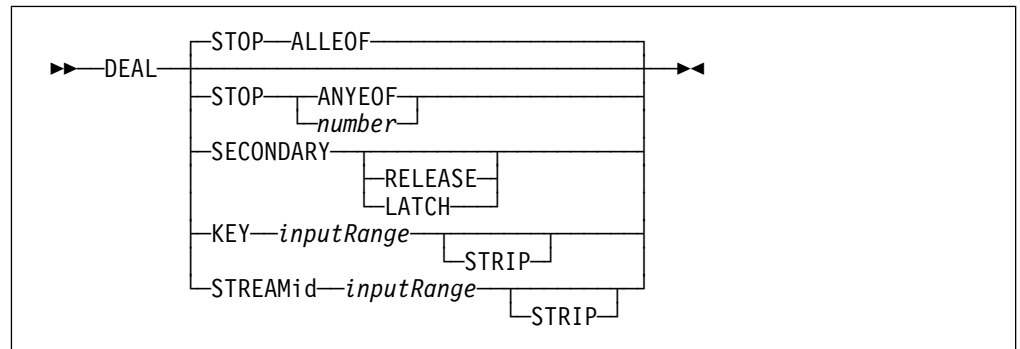 STOP ALLEOF
DEAL
STOP ANYEOF
number
SECONDARY
RELEASE
LATCH
KEY inputRange
STRIP
STREAMid inputRange
STRIP